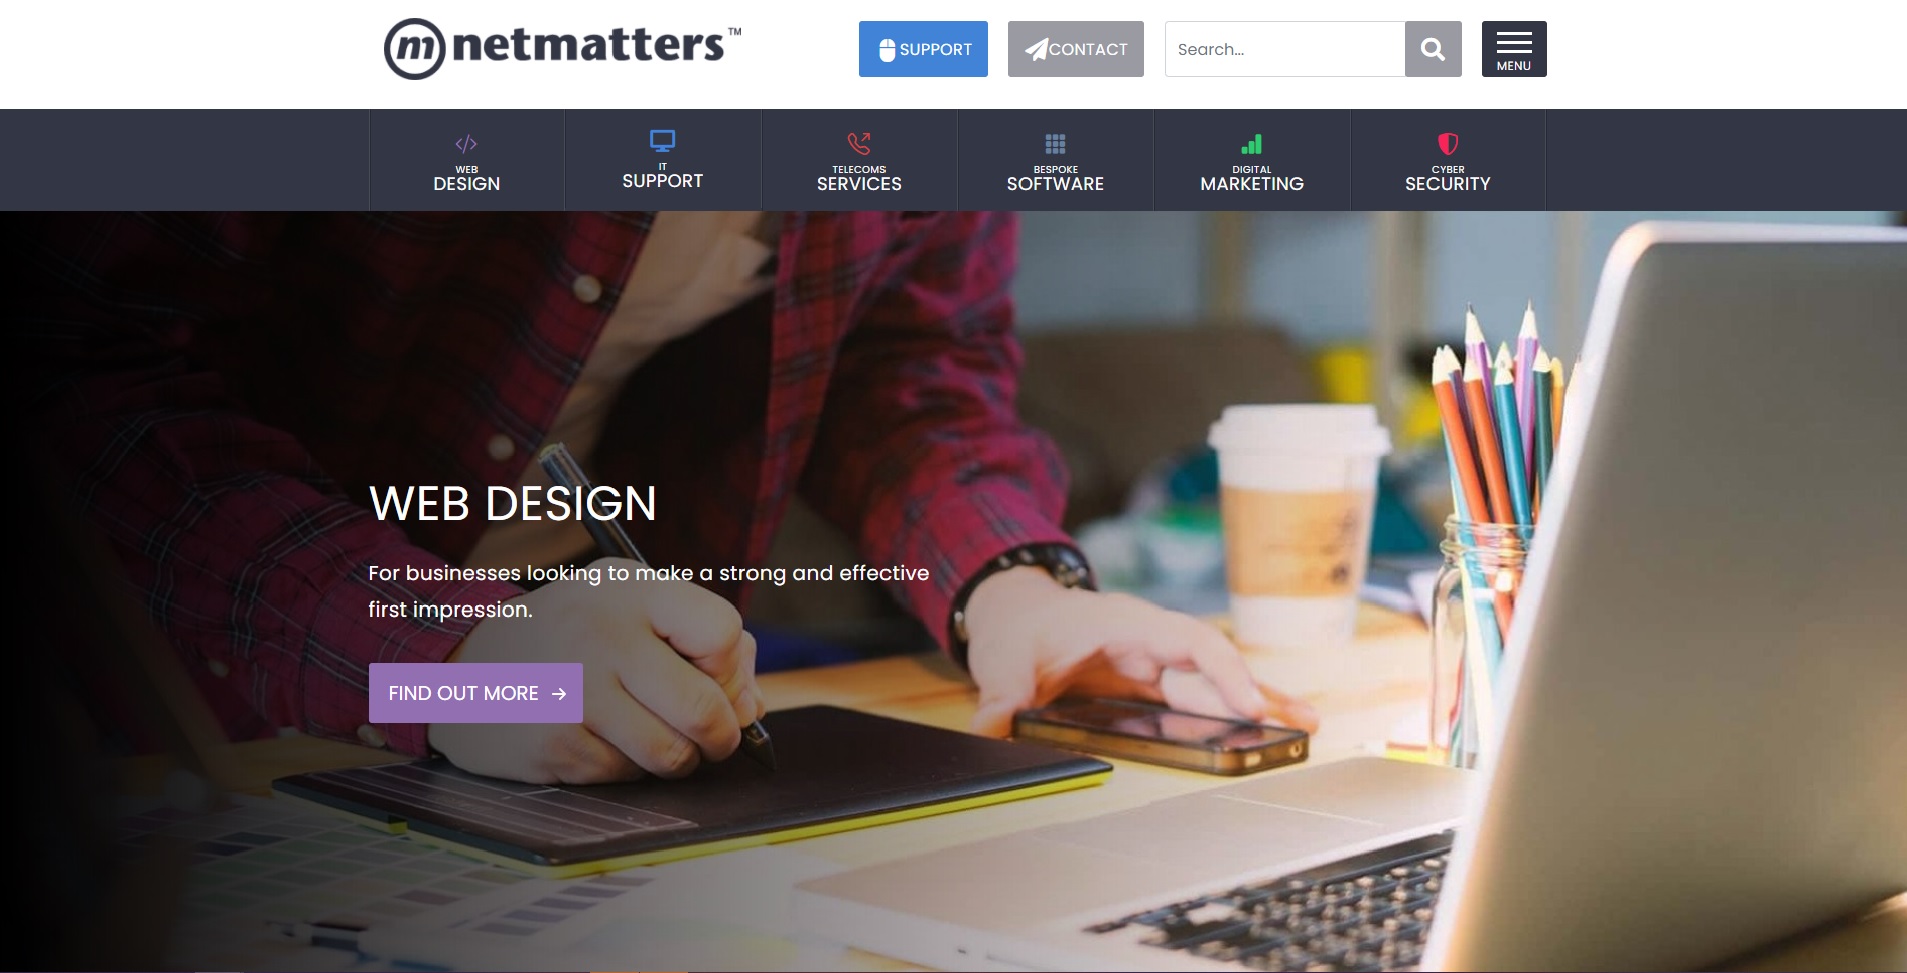 m netmatters™
SUPPORT
CONTACT
Search...
MENU
WEB
DESIGN
IT
SUPPORT
TELECOMS
SERVICES
BESPOKE
SOFTWARE
DIGITAL
MARKETING
CYBER
SECURITY
WEB DESIGN
For businesses looking to make a strong and effective
first impression.
FIND OUT MORE →